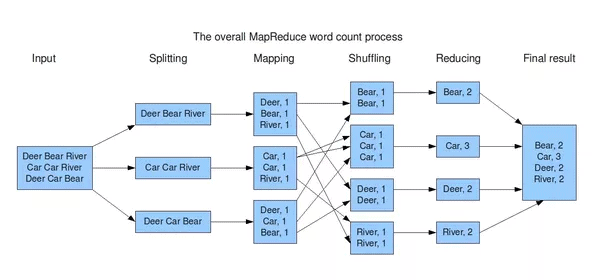 The overall MapReduce word count process
Input
Splitting
Mapping
Shuffling
Reducing
Final result
Deer Bear River
Car Car River
Deer Car Bear
Deer Bear River
Car Car River
Deer Car Bear
Deer, 1
Bear, 1
River, 1
Car, 1
Car, 1
River, 1
Deer, 1
Car, 1
Bear, 1
Bear, 1
Bear, 1
Car, 1
Car, 1
Car, 1
Deer, 1
Deer, 1
River, 1
River, 1
Bear, 2
Car, 3
Deer, 2
River, 2
Bear, 2
Car, 3
Deer, 2
River, 2